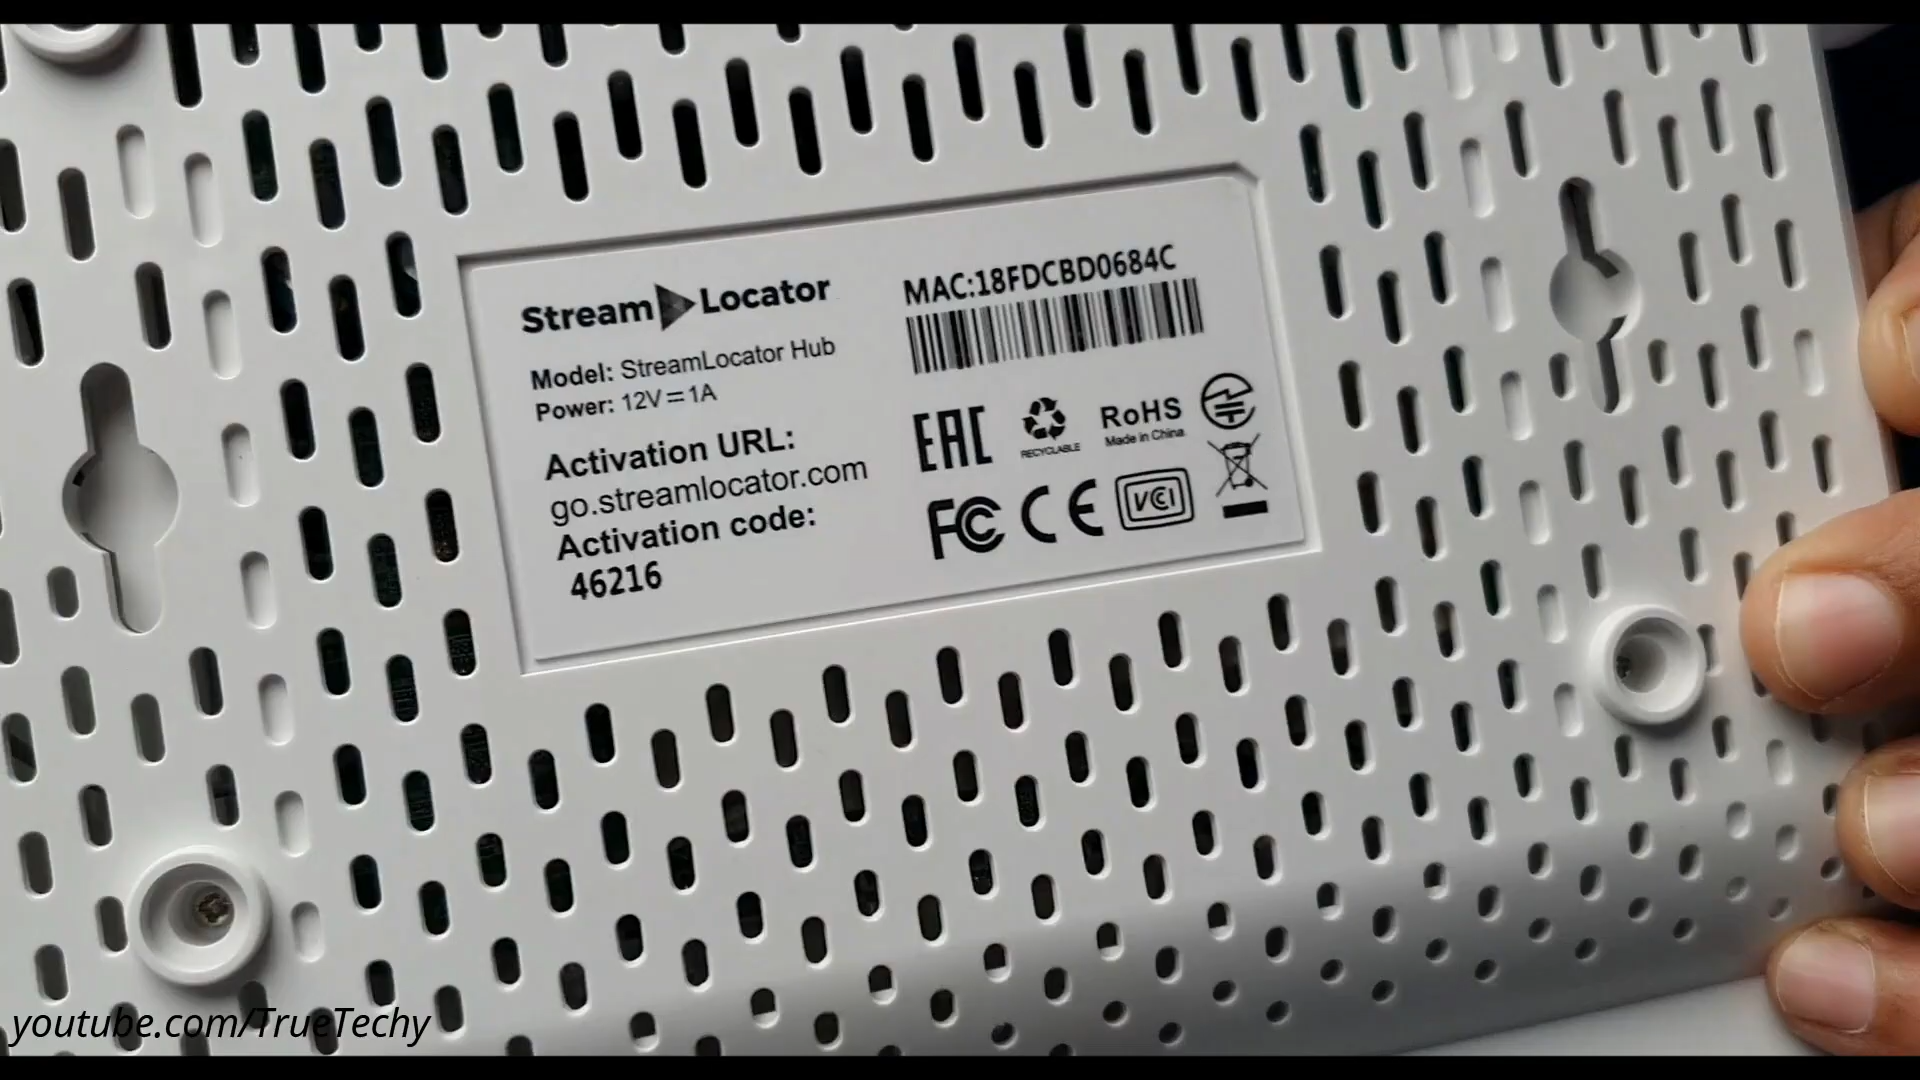 Stream Locator
Model: StreamLocator Hub
Power: 12V⎓1A
Activation URL:
go.streamlocator.com
Activation code:
46216
MAC:18FDCBD0684C
EAC
RECYCLABLE
RoHS
Made in China
FC CE VCCI
youtube.com/TrueTechy